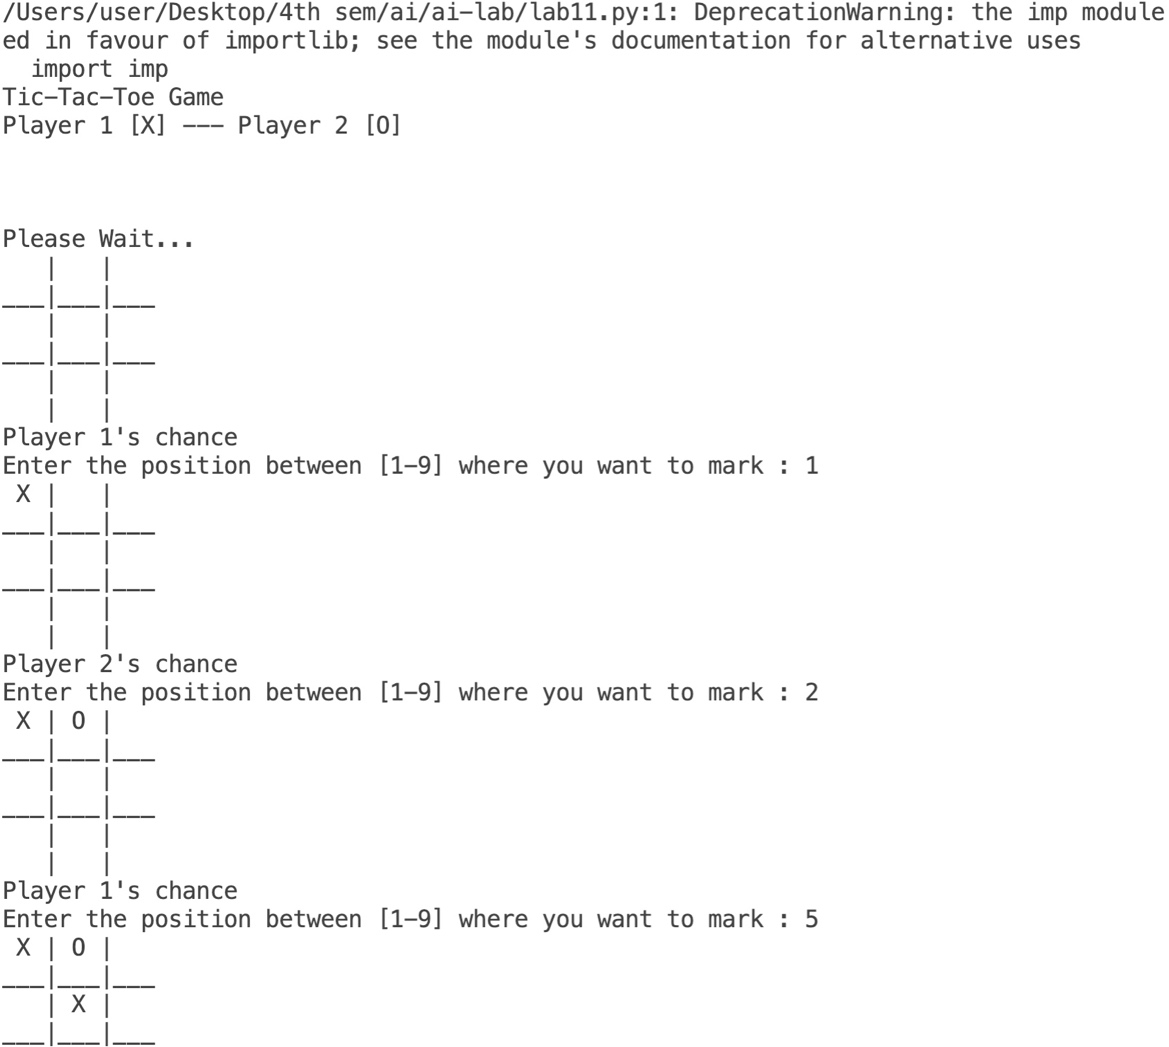 /Users/user/Desktop/4th sem/ai/ai-lab/lab11.py:1: DeprecationWarning: the imp module
ed in favour of importlib; see the module's documentation for alternative uses
  import imp
Tic-Tac-Toe Game
Player 1 [X] --- Player 2 [O]
Please Wait...
   |   |
___|___|___
   |   |
___|___|___
   |   |
   |   |
Player 1's chance
Enter the position between [1-9] where you want to mark : 1
 X |   |
___|___|___
   |   |
___|___|___
   |   |
   |   |
Player 2's chance
Enter the position between [1-9] where you want to mark : 2
 X | O |
___|___|___
   |   |
___|___|___
   |   |
   |   |
Player 1's chance
Enter the position between [1-9] where you want to mark : 5
 X | O |
___|___|___
   | X |
___|___|___